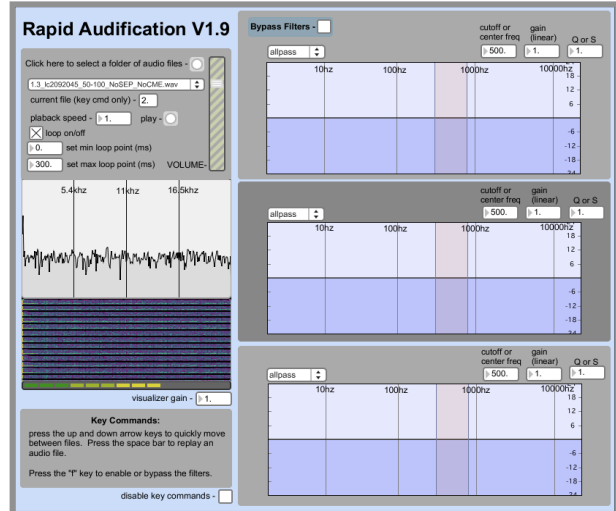 Rapid Audification V1.9
Click here to select a folder of audio files -
1.3_lc2092045_50-100_NoSEP_NoCME.wav
current file (key cmd only) - 2.
plaback speed - 1. play -
loop on/off
0. set min loop point (ms)
300. set max loop point (ms) VOLUME-
5.4khz 11khz 16.5khz
visualizer gain - 1.
Key Commands:
press the up and down arrow keys to quickly move
between files. Press the space bar to replay an
audio file.
Press the "f" key to enable or bypass the filters.
disable key commands -
Bypass Filters -
cutoff or
center freq
gain
(linear)
Q or S
allpass
500. 1. 1.
10hz 100hz 1000hz 10000hz
18
12
6
-6
-12
-18
-24
cutoff or
center freq
gain
(linear)
Q or S
allpass
500. 1. 1.
10hz 100hz 1000hz 10000hz
18
12
6
-6
-12
-18
-24
cutoff or
center freq
gain
(linear)
Q or S
allpass
500. 1. 1.
10hz 100hz 1000hz 10000hz
18
12
6
-6
-12
-18
-24